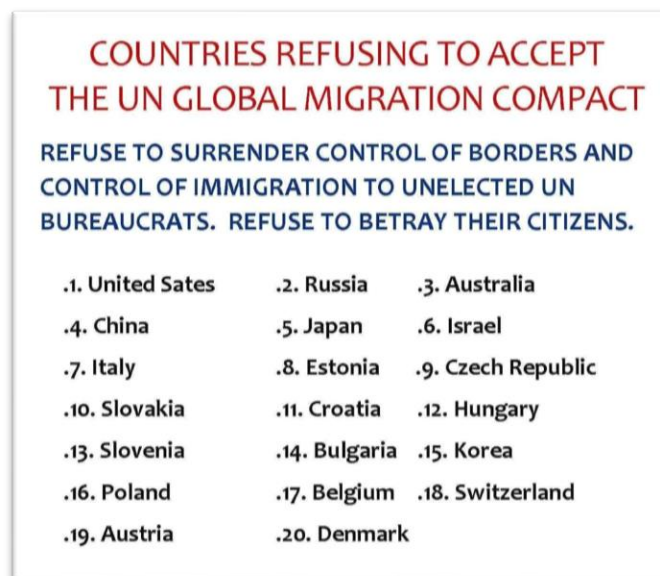 COUNTRIES REFUSING TO ACCEPT
THE UN GLOBAL MIGRATION COMPACT
REFUSE TO SURRENDER CONTROL OF BORDERS AND
CONTROL OF IMMIGRATION TO UNELECTED UN
BUREAUCRATS. REFUSE TO BETRAY THEIR CITIZENS.
.1. United Sates .2. Russia .3. Australia
.4. China .5. Japan .6. Israel
.7. Italy .8. Estonia .9. Czech Republic
.10. Slovakia .11. Croatia .12. Hungary
.13. Slovenia .14. Bulgaria .15. Korea
.16. Poland .17. Belgium .18. Switzerland
.19. Austria .20. Denmark